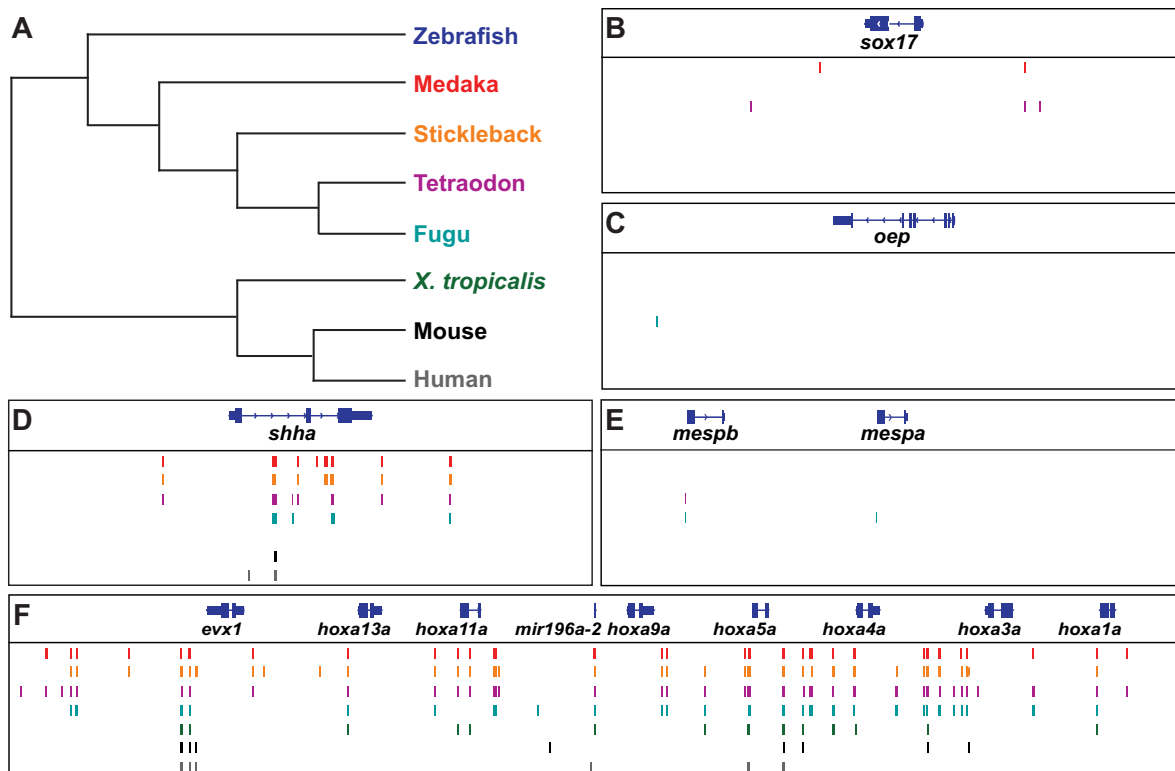 A
Zebrafish
Medaka
Stickleback
Tetraodon
Fugu
X. tropicalis
Mouse
Human
B
sox17
C
oep
D
shha
E
mespb mespa
F
evx1 hoxa13a hoxa11a mir196a-2 hoxa9a hoxa5a hoxa4a hoxa3a hoxa1a